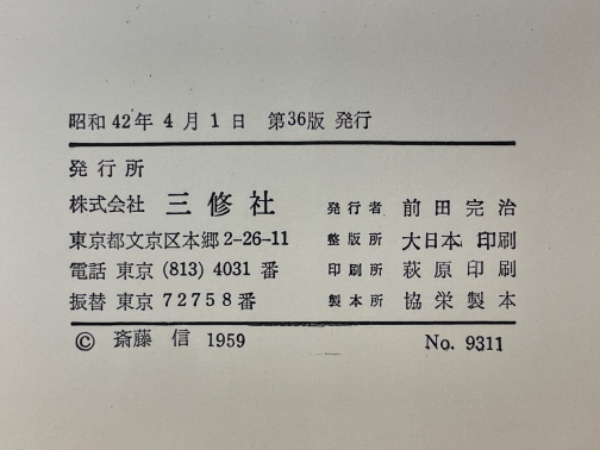 昭和42年4月1日 第36版 発行
発行所
株式会社 三修社 発行者 前田完治
東京都文京区本郷2-26-11 整版所 大日本印刷
電話 東京 (813) 4031 番 印刷所 萩原印刷
振替 東京 72758番 製本所 協栄製本
© 斎藤 信 1959 No. 9311